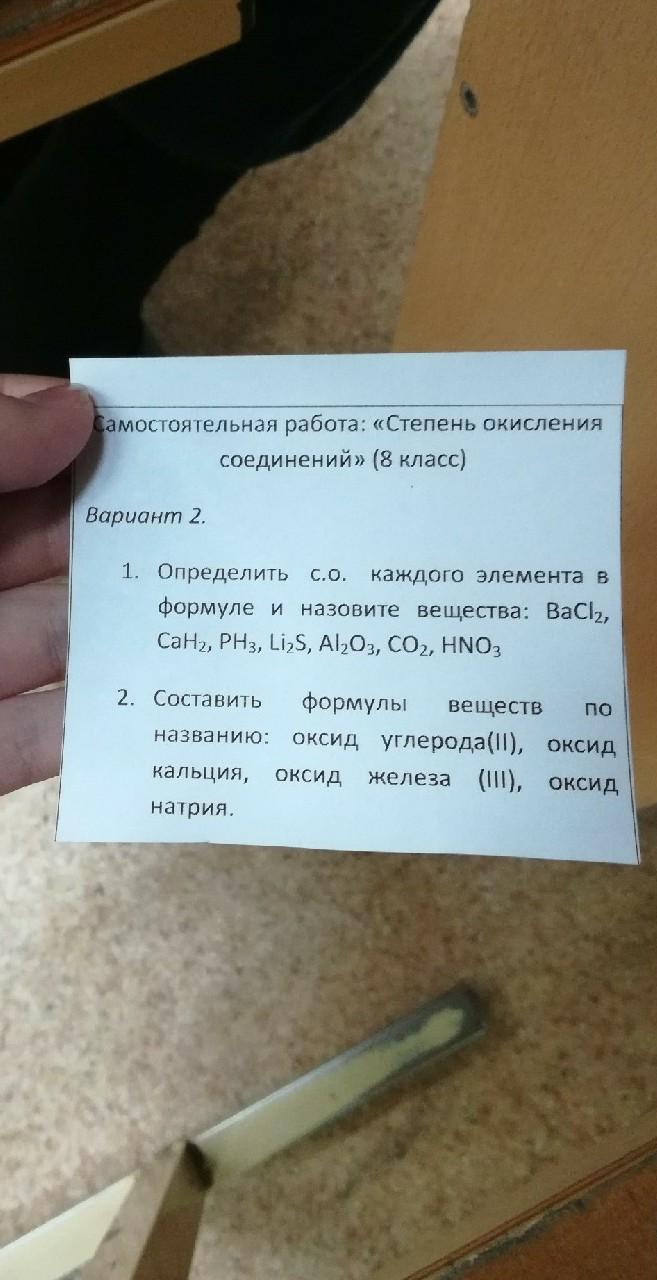 Самостоятельная работа: «Степень окисления
соединений» (8 класс)
Вариант 2.
1. Определить с.о. каждого элемента в
формуле и назовите вещества: BaCl₂,
CaH₂, PH₃, Li₂S, Al₂O₃, CO₂, HNO₃
2. Составить формулы веществ по
названию: оксид углерода(II), оксид
кальция, оксид железа (III), оксид
натрия.